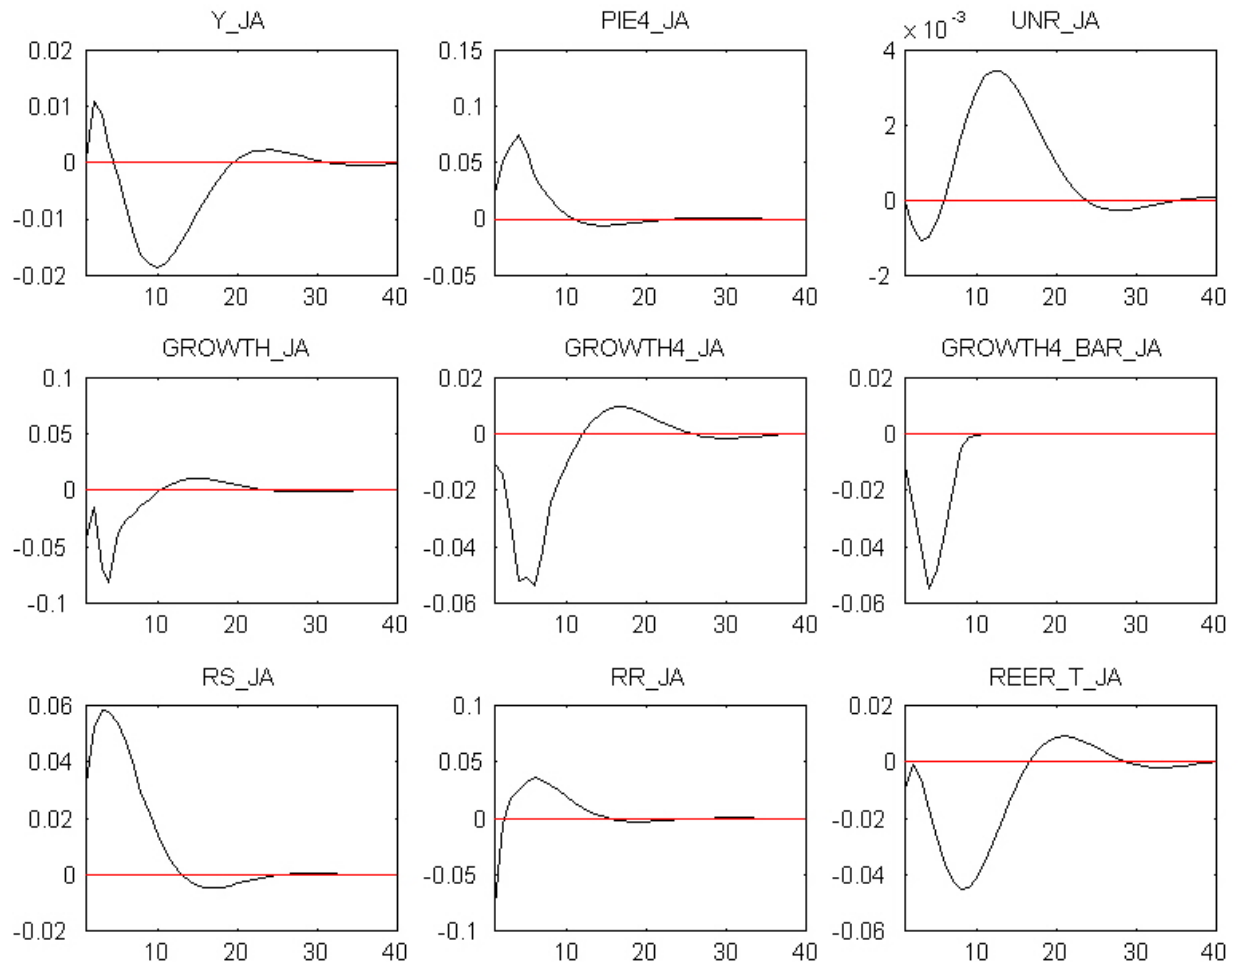 Y_JA PIE4_JA UNR_JA
× 10⁻³
0.02 0.15 4
0.01 0.1 2
0 0.05 0
-0.01 0 -2
-0.02 -0.05
10 20 30 40 10 20 30 40 10 20 30 40
GROWTH_JA GROWTH4_JA GROWTH4_BAR_JA
0.1 0.02 0.02
0.05 0 0
0 -0.02 -0.02
-0.05 -0.04 -0.04
-0.1 -0.06 -0.06
10 20 30 40 10 20 30 40 10 20 30 40
RS_JA RR_JA REER_T_JA
0.06 0.1 0.02
0.04 0.05 0
0.02 0 -0.02
0 -0.05 -0.04
-0.02 -0.1 -0.06
10 20 30 40 10 20 30 40 10 20 30 40